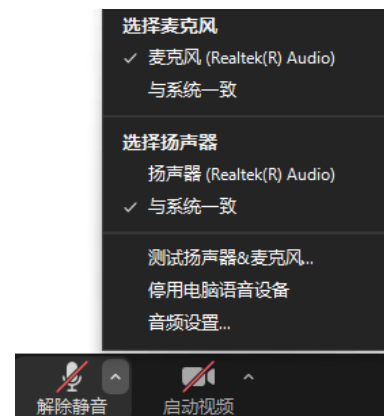 选择麦克风
✓ 麦克风 (Realtek(R) Audio)
与系统一致
选择扬声器
扬声器 (Realtek(R) Audio)
✓ 与系统一致
测试扬声器&麦克风...
停用电脑语音设备
音频设置...
解除静音
启动视频